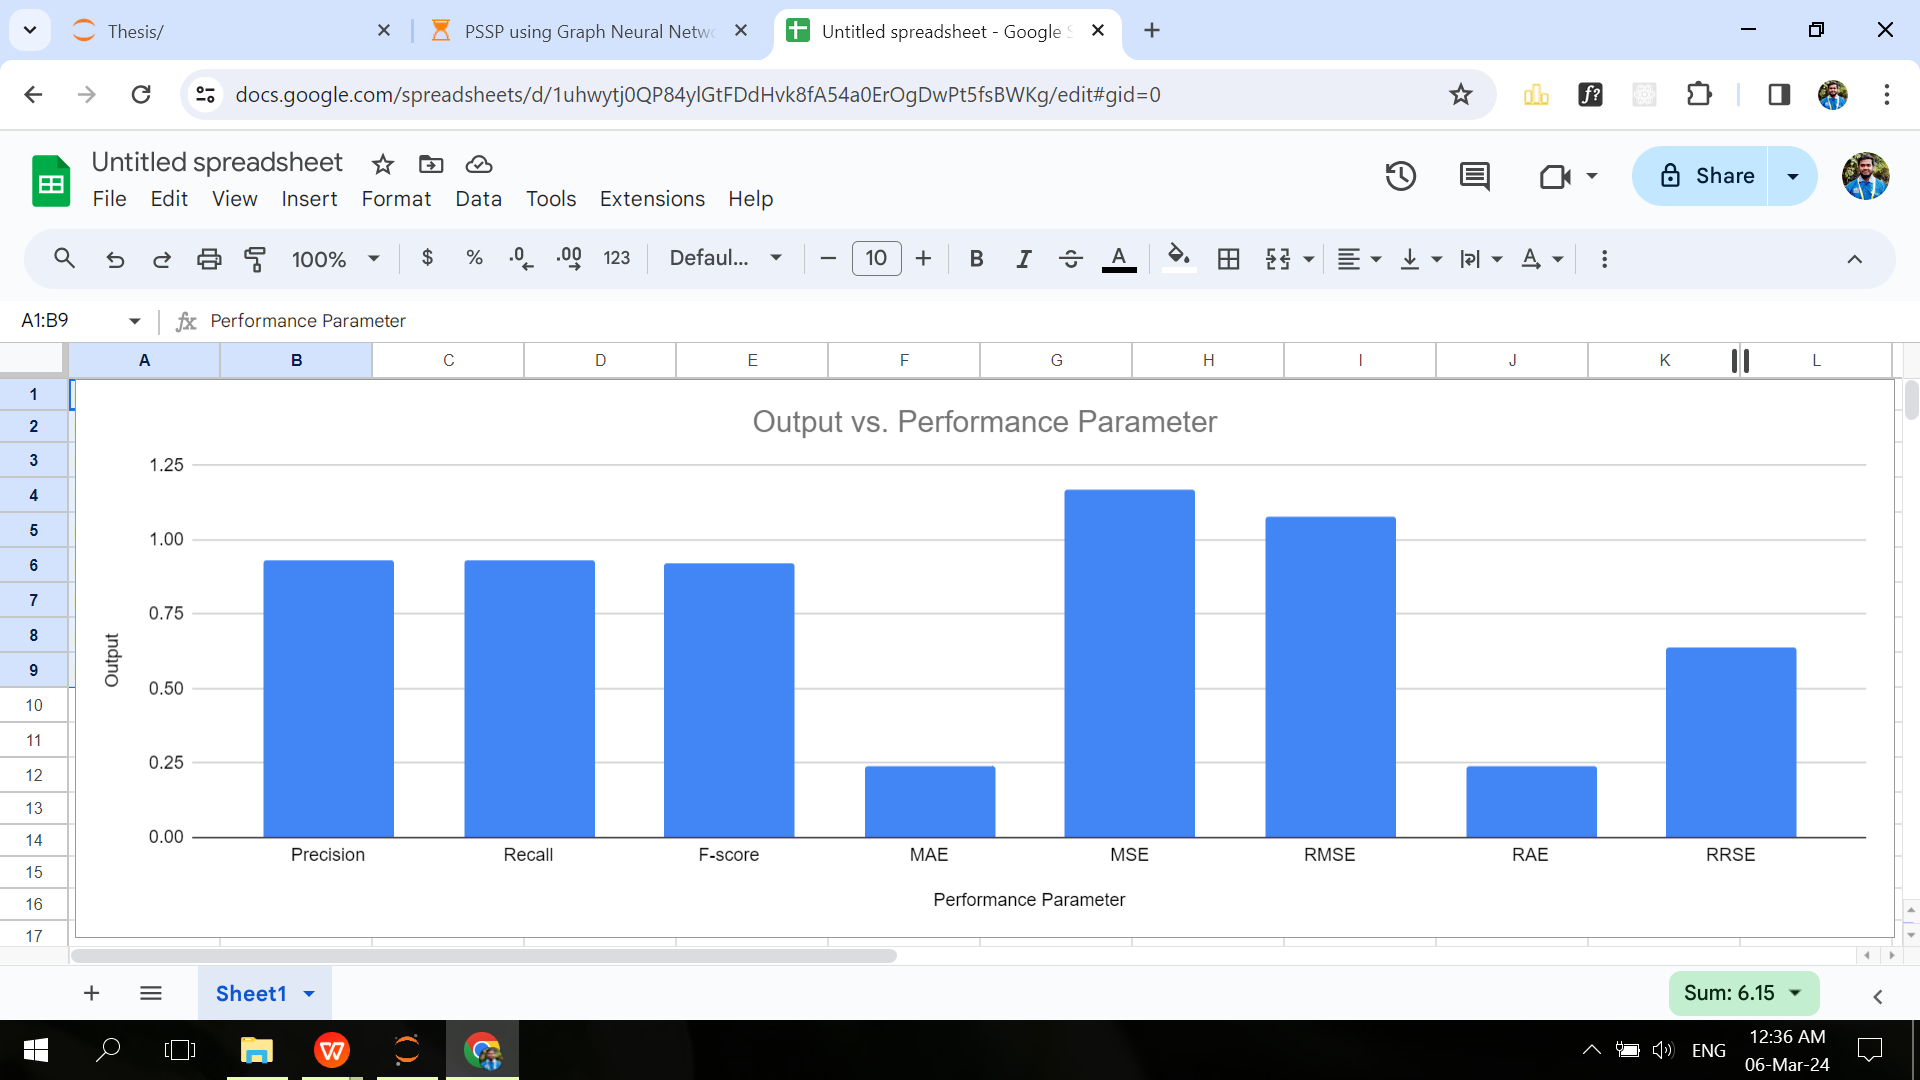 Thesis/
PSSP using Graph Neural Netw
Untitled spreadsheet - Google S
docs.google.com/spreadsheets/d/1uhwytj0QP84ylGtFDdHvk8fA54a0ErOgDwPt5fsBWKg/edit#gid=0
Untitled spreadsheet
Share
File Edit View Insert Format Data Tools Extensions Help
100% $ % .0 .00 123 Defaul... 10 B I A A
A1:B9 fx Performance Parameter
A B C D E F G H I J K L
1
2
3
4
5
6
7
8
9
10
11
12
13
14
15
16
17
Output vs. Performance Parameter
1.25
1.00
0.75
0.50
0.25
0.00
Output
Precision Recall F-score MAE MSE RMSE RAE RRSE
Performance Parameter
Sheet1
Sum: 6.15
ENG
12:36 AM
06-Mar-24